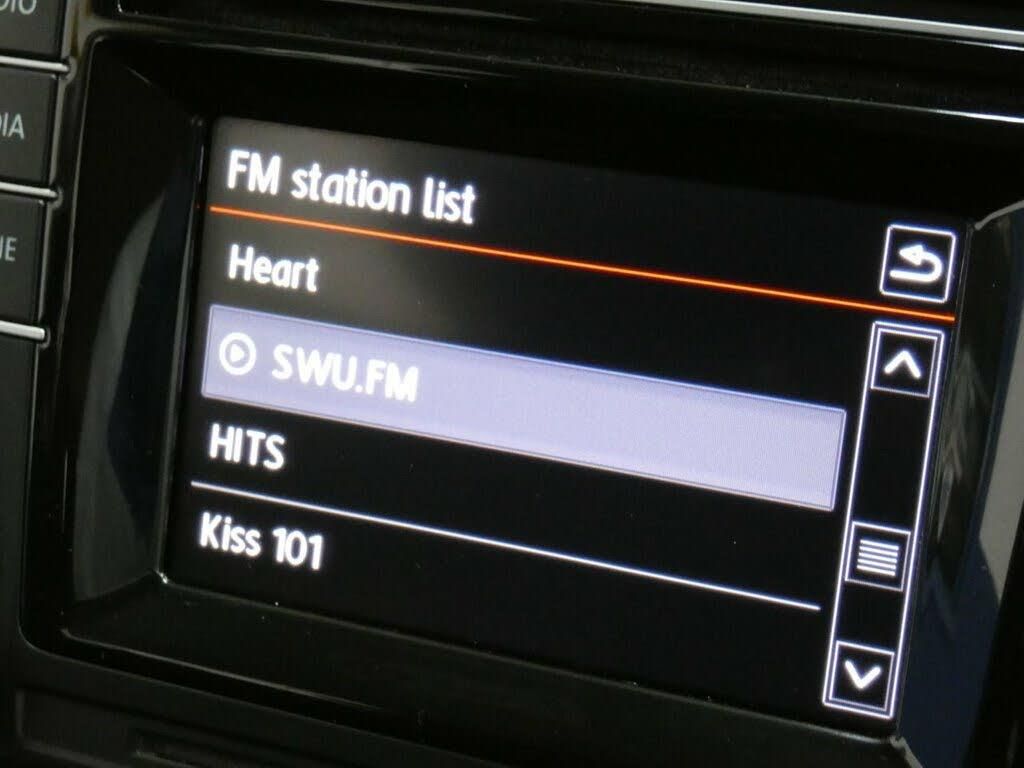 FM station list
Heart
SWU.FM
HITS
Kiss 101